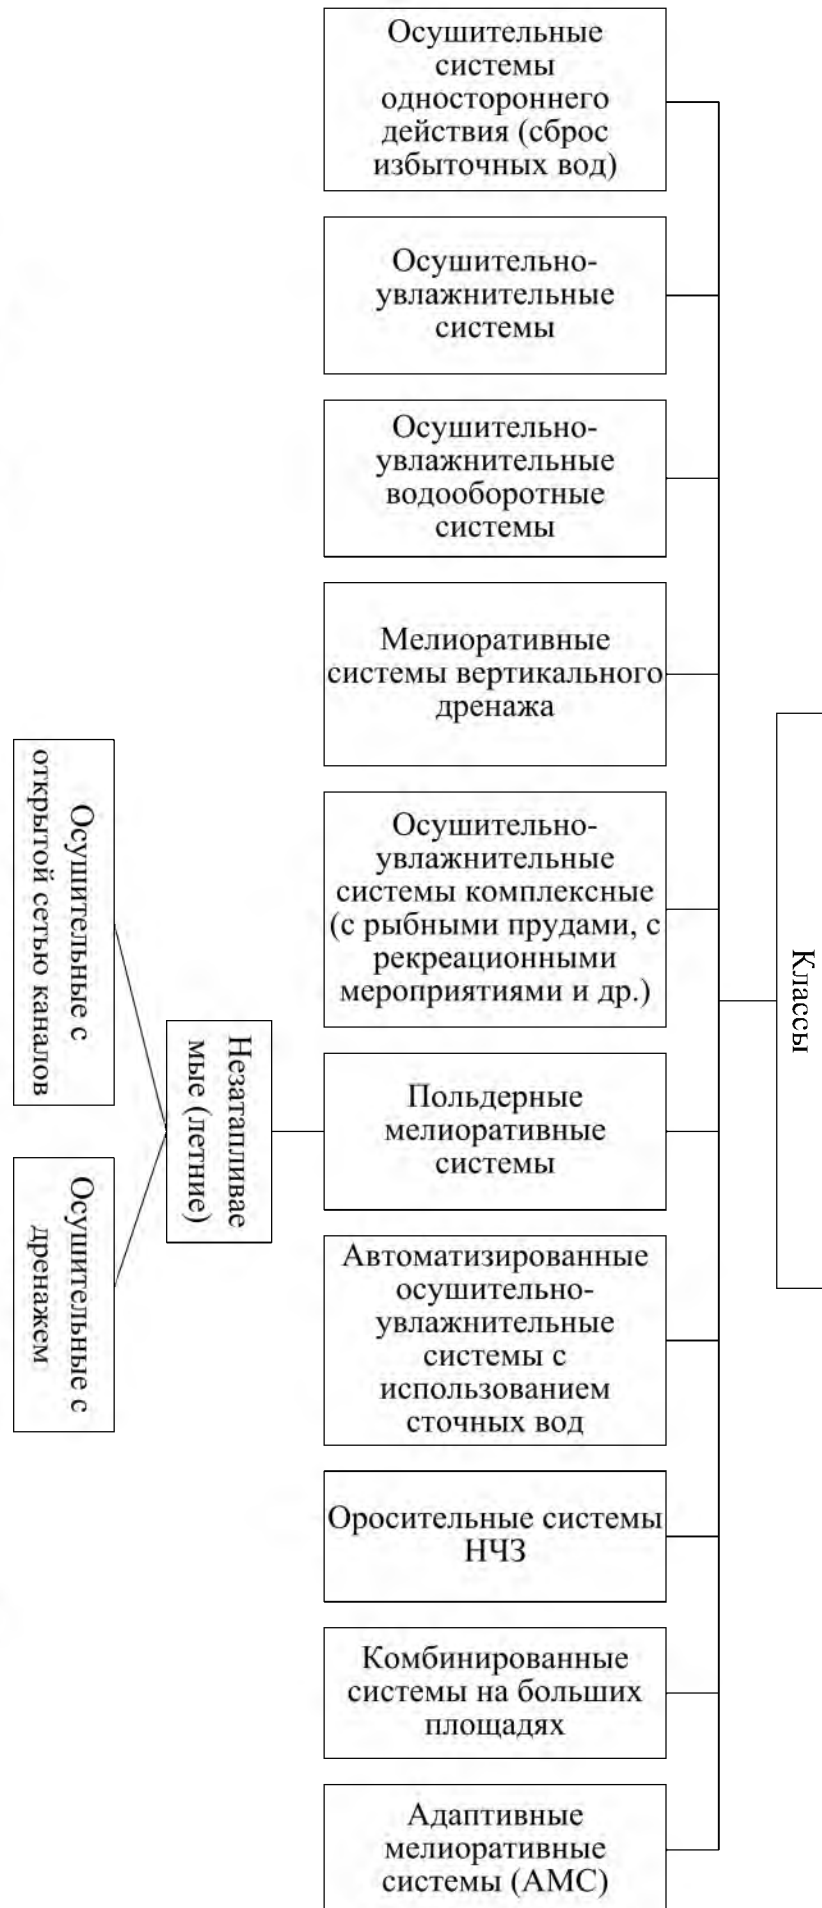 Осушительные
системы
одностороннего
действия (сброс
избыточных вод)
Осушительно-
увлажнительные
системы
Осушительно-
увлажнительные
водооборотные
системы
Мелиоративные
системы вертикального
дренажа
Осушительно-
увлажнительные
системы комплексные
(с рыбными прудами, с
рекреационными
мероприятиями и др.)
Польдерные
мелиоративные
системы
Автоматизированные
осушительно-
увлажнительные
системы с
использованием
сточных вод
Оросительные системы
НЧЗ
Комбинированные
системы на больших
площадях
Адаптивные
мелиоративные
системы (АМС)
Классы
Незатапливае
мые (летние)
Осушительные с
открытой сетью каналов
Осушительные с
дренажем